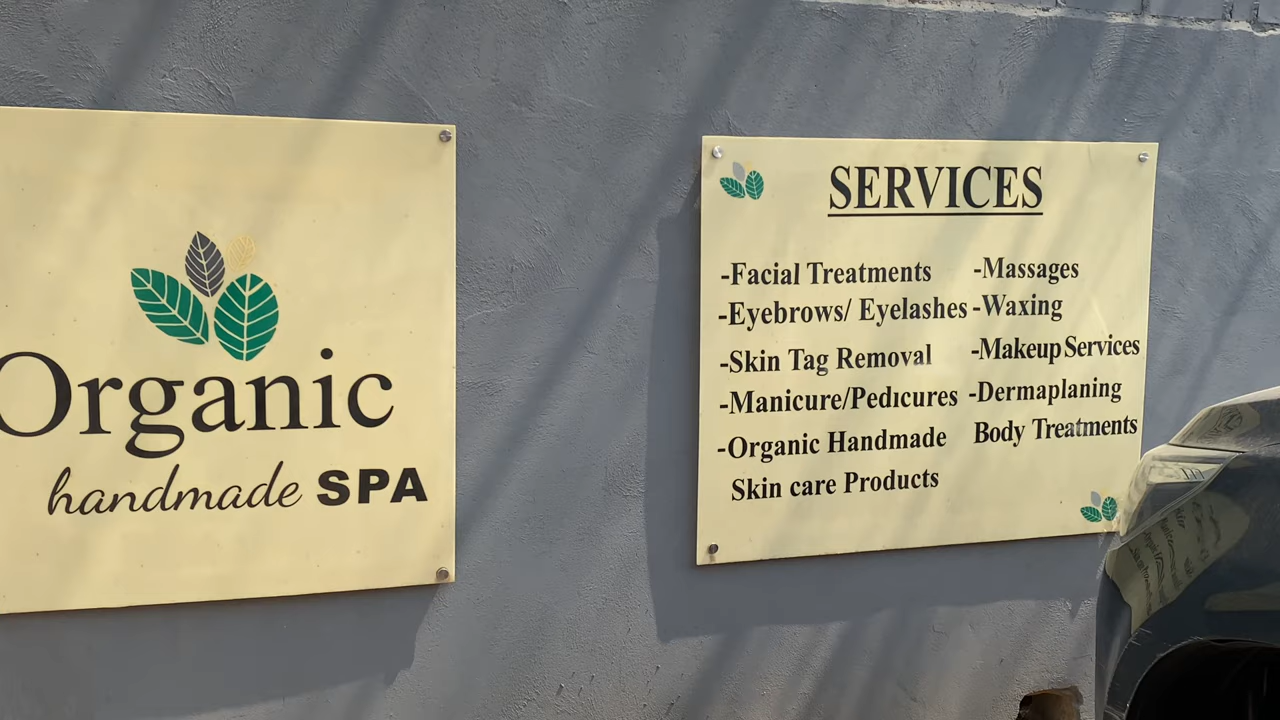 Organic
handmade SPA
SERVICES
-Facial Treatments
-Eyebrows/ Eyelashes
-Skin Tag Removal
-Manicure/Pedıcures
-Organic Handmade
Skin care Products
-Massages
-Waxing
-Makeup Services
-Dermaplaning
Body Treatments